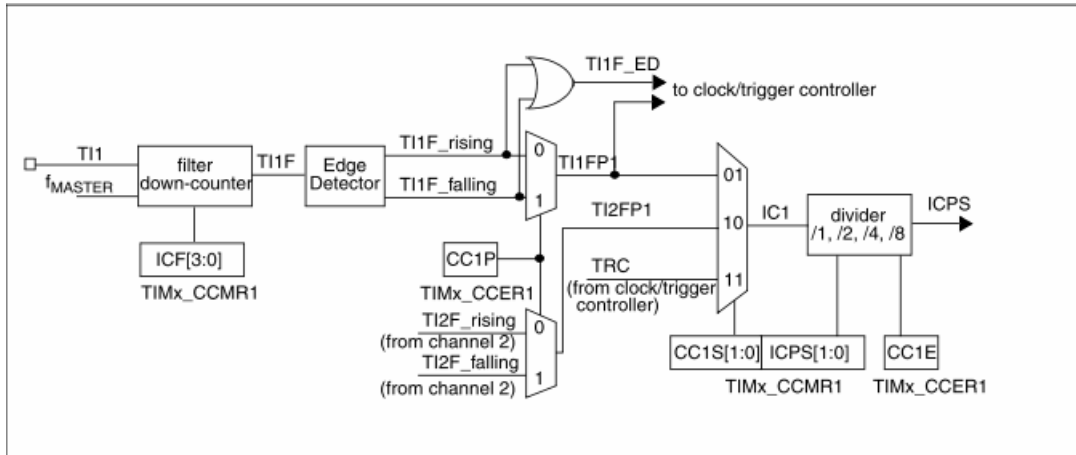 TI1F_ED
to clock/trigger controller
TI1
fMASTER
filter
down-counter
TI1F
Edge
Detector
TI1F_rising
TI1F_falling
0
1
TI1FP1
TI2FP1
01
10
11
IC1
divider
/1, /2, /4, /8
ICPS
ICF[3:0]
TIMx_CCMR1
CC1P
TIMx_CCER1
TRC
(from clock/trigger
controller)
TI2F_rising
(from channel 2)
TI2F_falling
(from channel 2)
0
1
CC1S[1:0]
ICPS[1:0]
TIMx_CCMR1
CC1E
TIMx_CCER1